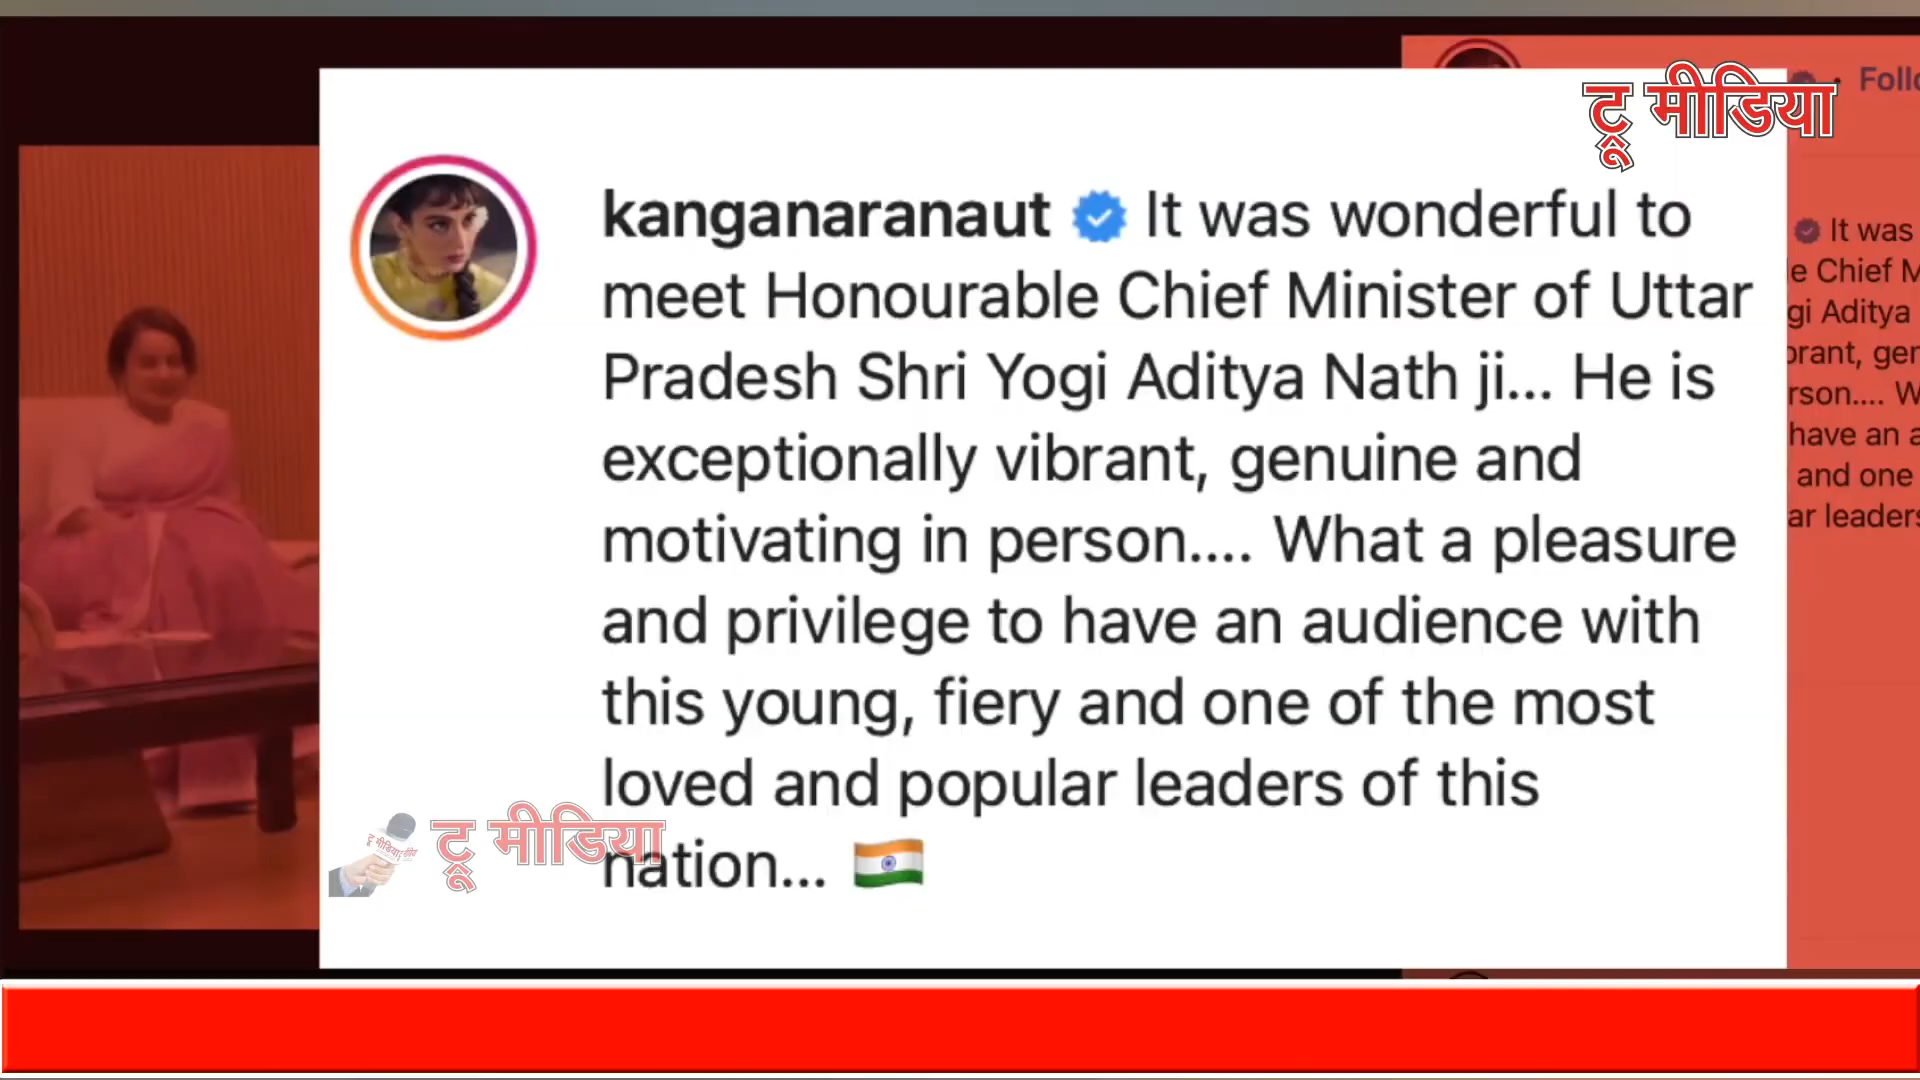 ट्रू मीडिया
Foll
kanganaranaut It was wonderful to
meet Honourable Chief Minister of Uttar
Pradesh Shri Yogi Aditya Nath ji... He is
exceptionally vibrant, genuine and
motivating in person.... What a pleasure
and privilege to have an audience with
this young, fiery and one of the most
loved and popular leaders of this
nation... 🇮🇳
It was
e Chief M
gi Aditya
rant, ger
rson.... W
have an a
and one
ar leaders
ट्रू मीडिया